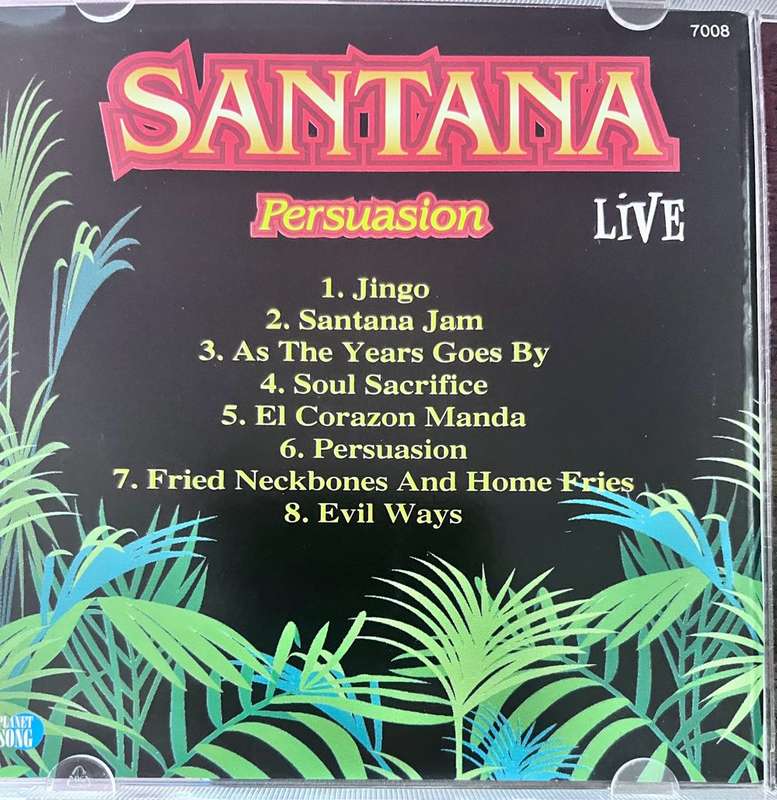 7008
SANTANA
Persuasion
LiVE
1. Jingo
2. Santana Jam
3. As The Years Goes By
4. Soul Sacrifice
5. El Corazon Manda
6. Persuasion
7. Fried Neckbones And Home Fries
8. Evil Ways
PLANET
SONG